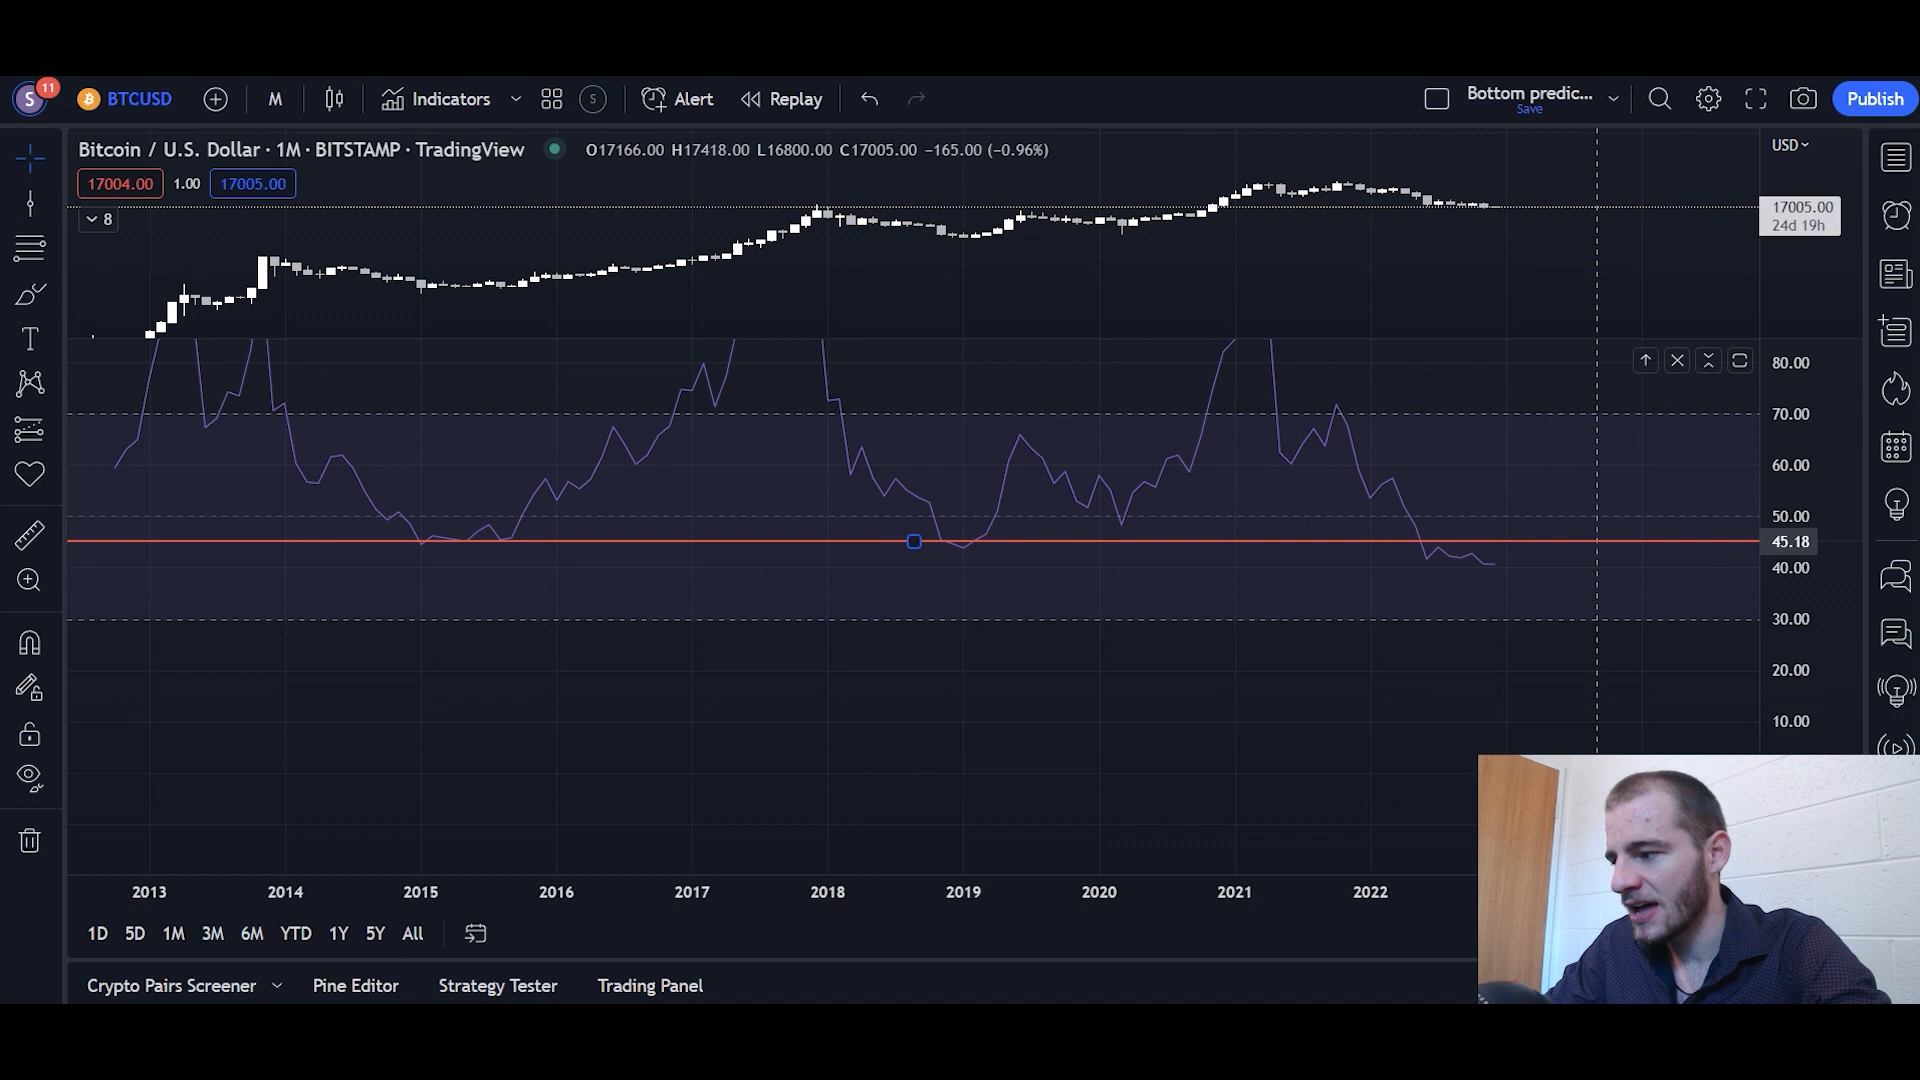 S 11 BTCUSD M Indicators S Alert Replay Bottom predic... Save Publish
Bitcoin / U.S. Dollar · 1M · BITSTAMP · TradingView O17166.00 H17418.00 L16800.00 C17005.00 −165.00 (−0.96%) USD
17004.00 1.00 17005.00
8
17005.00
24d 19h
80.00
70.00
60.00
50.00
45.18
40.00
30.00
20.00
10.00
2013 2014 2015 2016 2017 2018 2019 2020 2021 2022
1D 5D 1M 3M 6M YTD 1Y 5Y All
Crypto Pairs Screener Pine Editor Strategy Tester Trading Panel